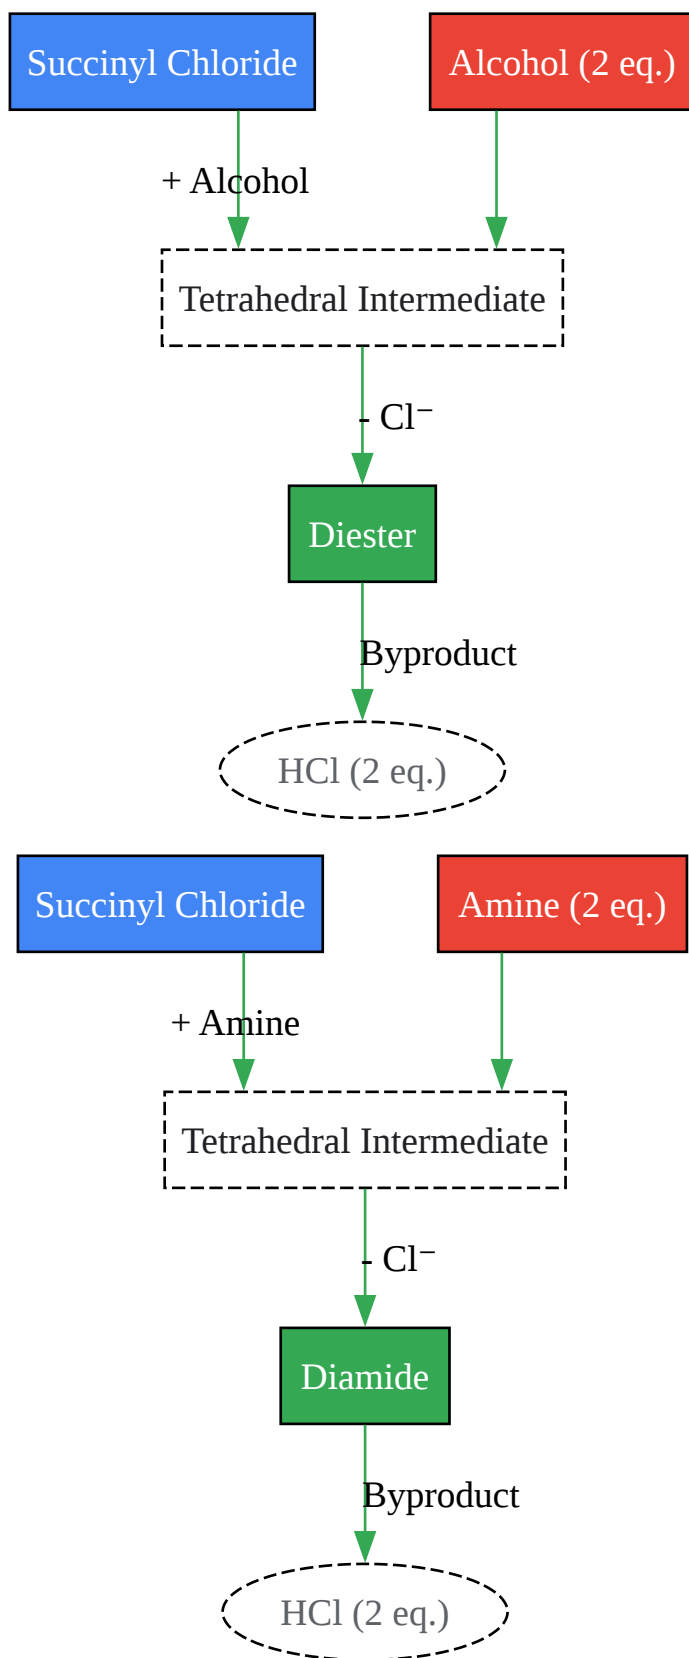 Succinyl Chloride
Alcohol (2 eq.)
+ Alcohol
Tetrahedral Intermediate
- Cl⁻
Diester
Byproduct
HCl (2 eq.)
Succinyl Chloride
Amine (2 eq.)
+ Amine
Tetrahedral Intermediate
- Cl⁻
Diamide
Byproduct
HCl (2 eq.)